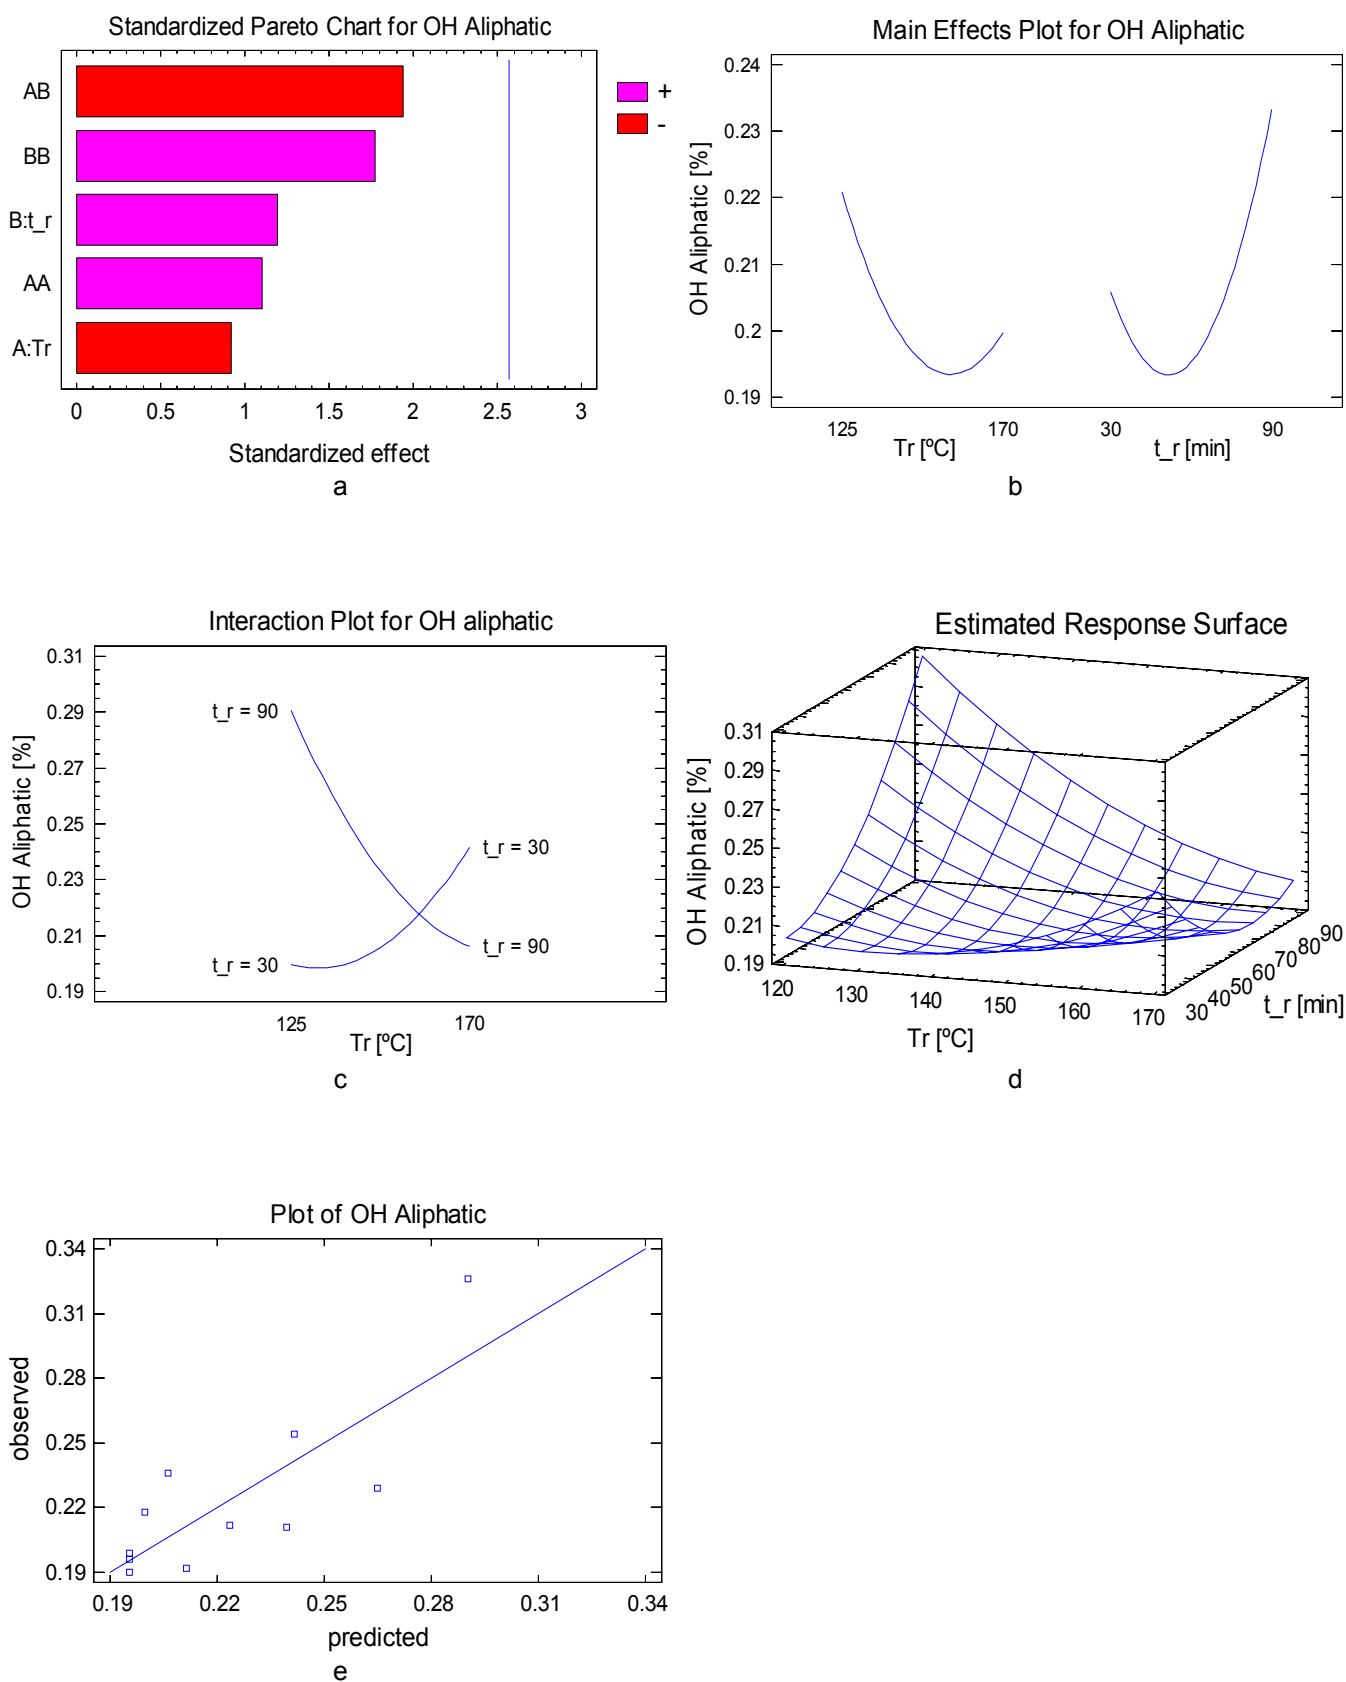 Standardized Pareto Chart for OH Aliphatic
AB
BB
B:t_r
AA
A:Tr
+
-
0 0.5 1 1.5 2 2.5 3
Standardized effect
a
Main Effects Plot for OH Aliphatic
OH Aliphatic [%]
0.24
0.23
0.22
0.21
0.2
0.19
125 170 30 90
Tr [ºC] t_r [min]
b
Interaction Plot for OH aliphatic
OH Aliphatic [%]
0.31
0.29
0.27
0.25
0.23
0.21
0.19
t_r = 90
t_r = 30
t_r = 30
t_r = 90
125 170
Tr [ºC]
c
Estimated Response Surface
OH Aliphatic [%]
0.31
0.29
0.27
0.25
0.23
0.21
0.19
120 130 140 150 160 170
Tr [ºC]
30 40 50 60 70 80 90
t_r [min]
d
Plot of OH Aliphatic
observed
0.34
0.31
0.28
0.25
0.22
0.19
0.19 0.22 0.25 0.28 0.31 0.34
predicted
e